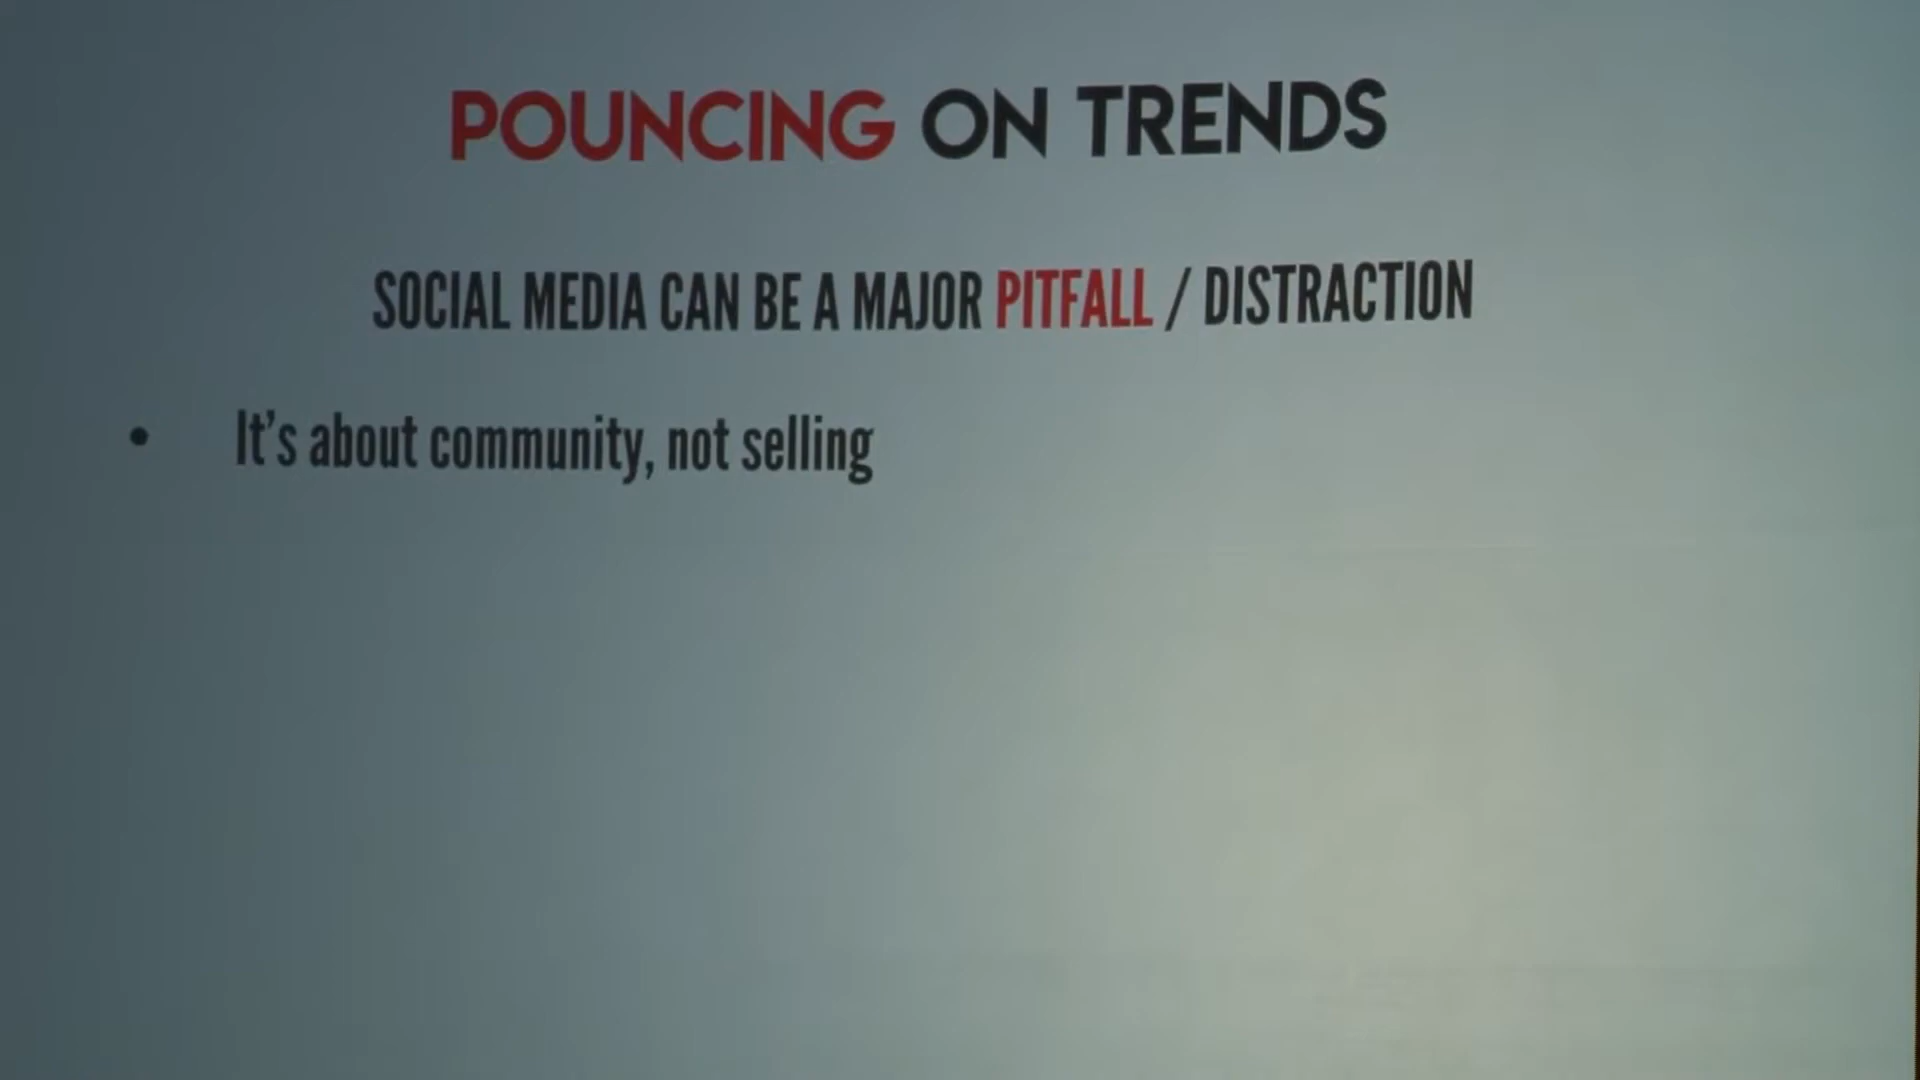 POUNCING ON TRENDS
SOCIAL MEDIA CAN BE A MAJOR PITFALL / DISTRACTION
• It's about community, not selling